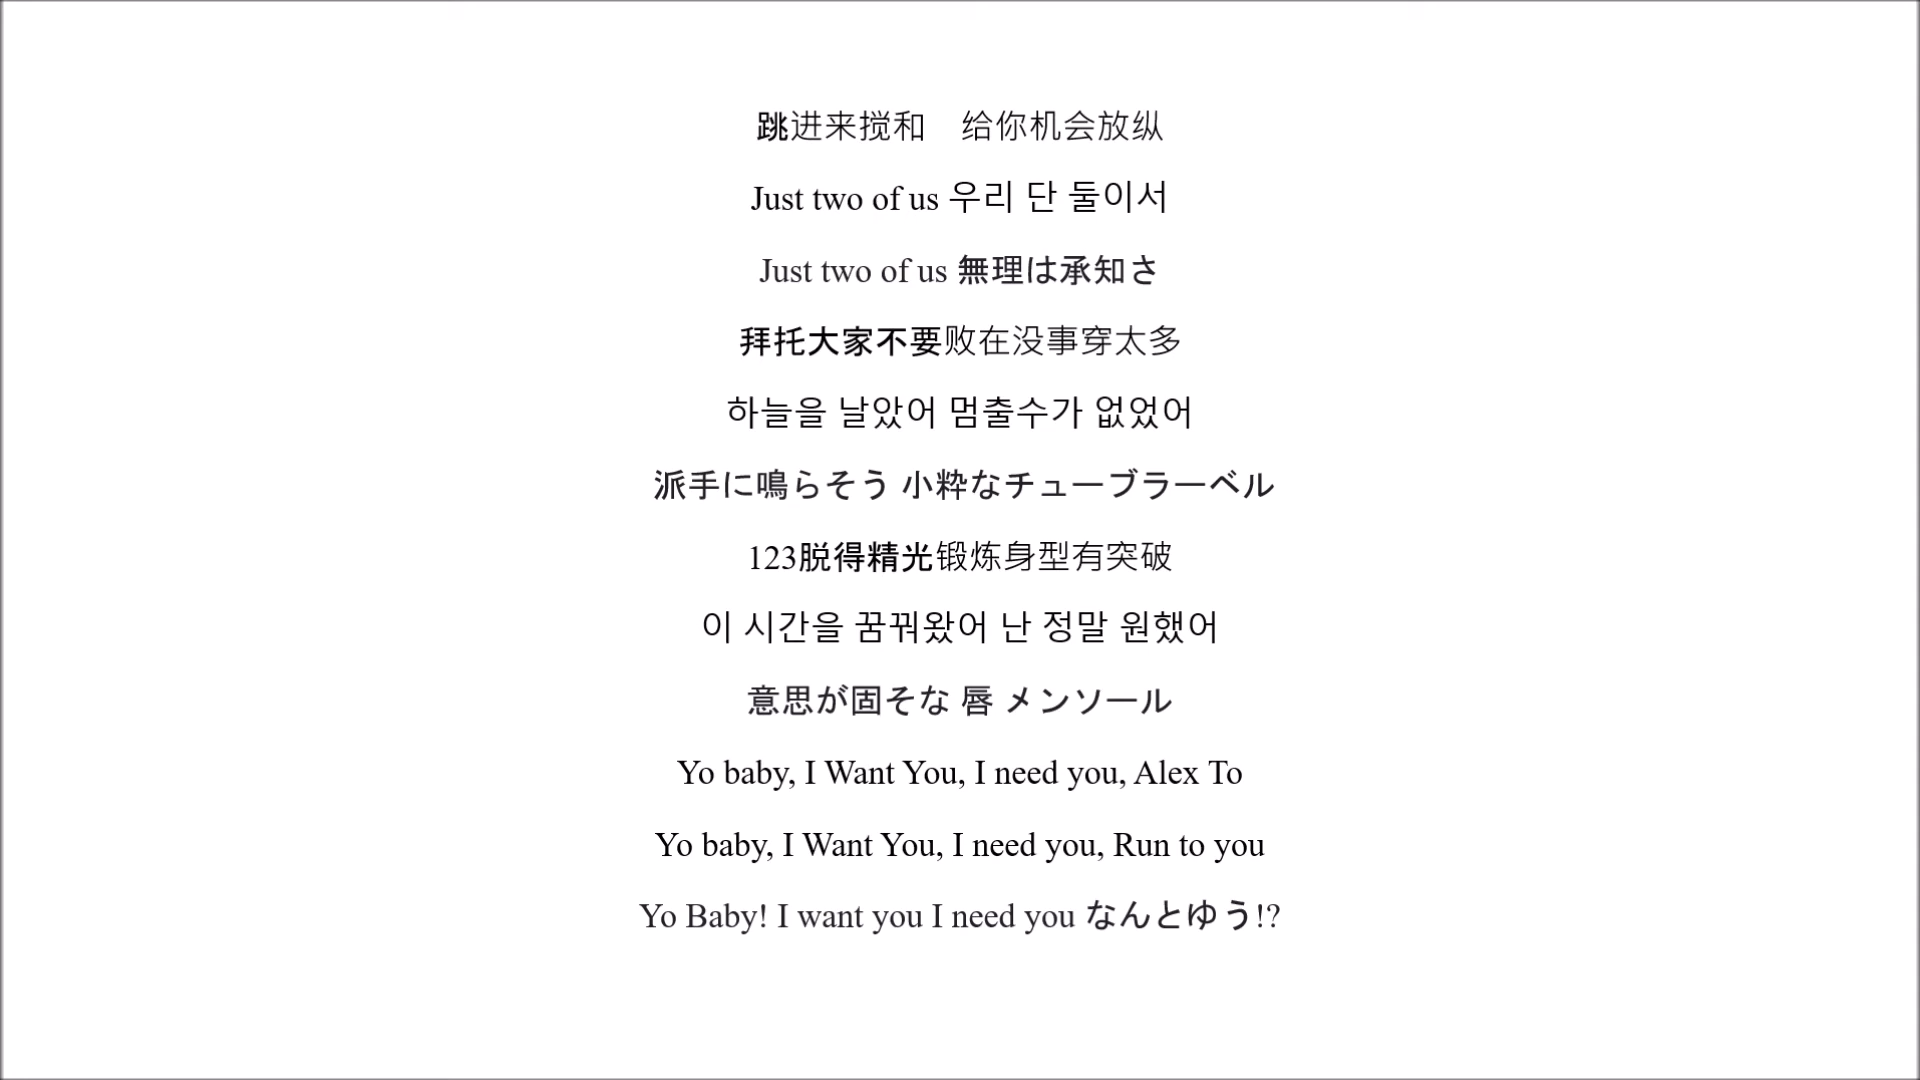 跳进来搅和　给你机会放纵
Just two of us 우리 단 둘이서
Just two of us 無理は承知さ
拜托大家不要败在没事穿太多
하늘을 날았어 멈출수가 없었어
派手に鳴らそう 小粋なチューブラーベル
123脱得精光锻炼身型有突破
이 시간을 꿈꿔왔어 난 정말 원했어
意思が固そな 唇 メンソール
Yo baby, I Want You, I need you, Alex To
Yo baby, I Want You, I need you, Run to you
Yo Baby! I want you I need you なんとゆう!?